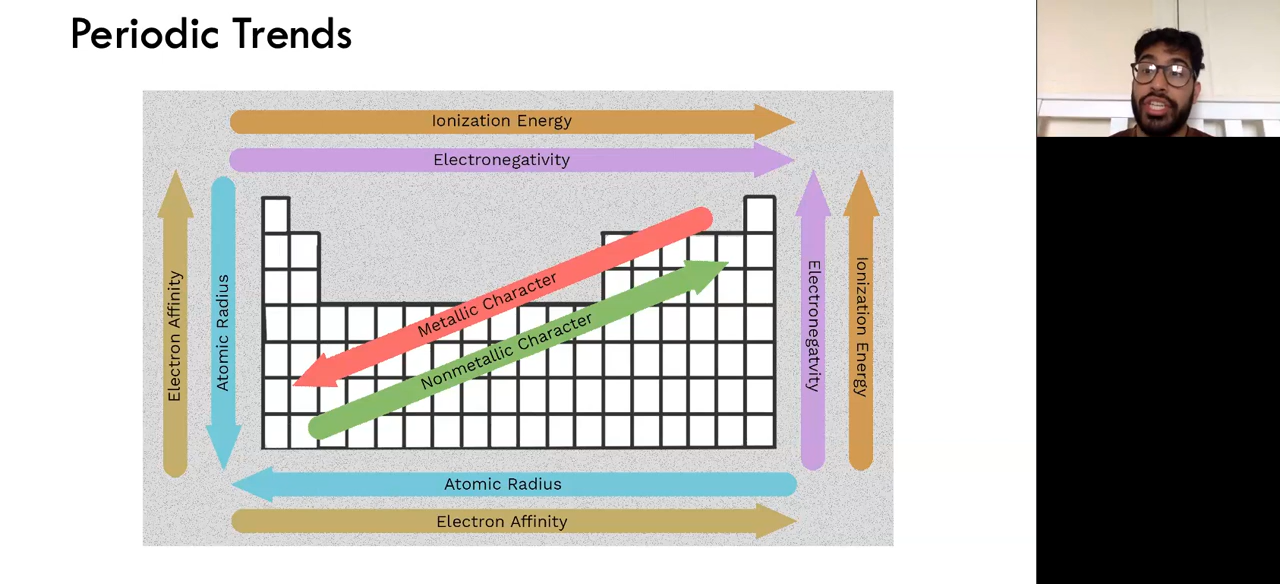 Periodic Trends
Ionization Energy
Electronegativity
Electron Affinity
Atomic Radius
Metallic Character
Nonmetallic Character
Electronegatvity
Ionization Energy
Atomic Radius
Electron Affinity